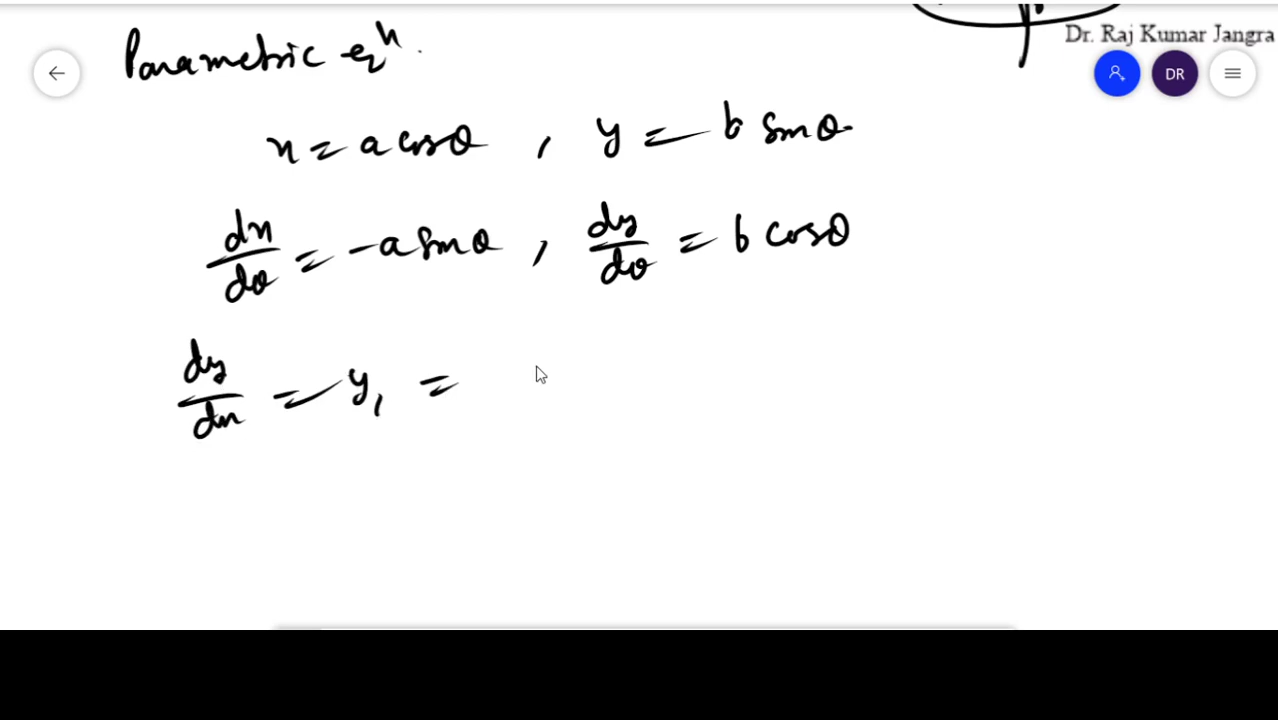 Dr. Raj Kumar Jangra
Parametric eqⁿ.
DR
x = a cosθ , y = b sinθ
dx/dθ = -a sinθ , dy/dθ = b cosθ
dy/dx = y₁ =